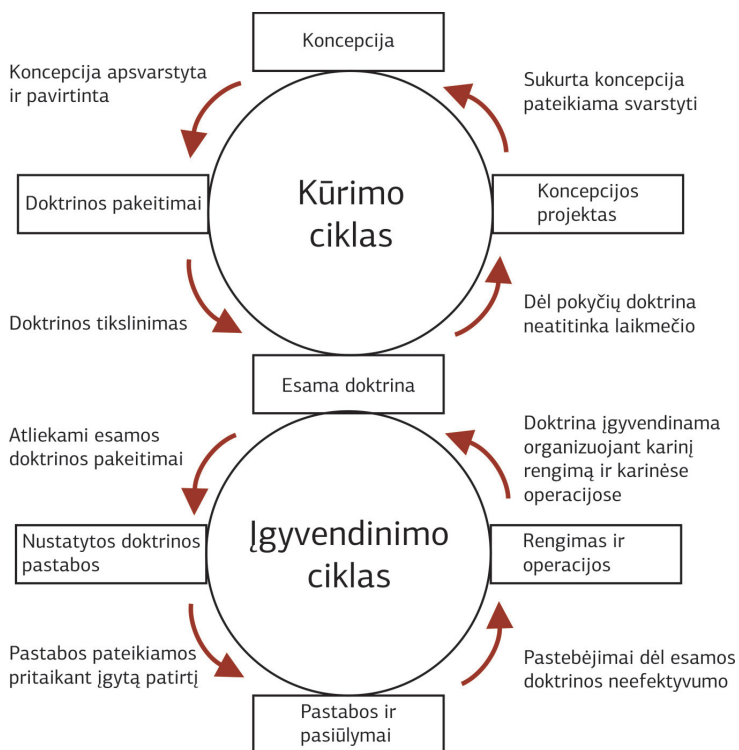 Koncepcija
Koncepcija apsvarstyta
ir pavirtinta
Sukurta koncepcija
pateikiama svarstyti
Doktrinos pakeitimai
Kūrimo
ciklas
Koncepcijos
projektas
Doktrinos tikslinimas
Dėl pokyčių doktrina
neatitinka laikmečio
Esama doktrina
Atliekami esamos
doktrinos pakeitimai
Doktrina įgyvendinama
organizuojant karinį
rengimą ir karinėse
operacijose
Nustatytos doktrinos
pastabos
Įgyvendinimo
ciklas
Rengimas ir
operacijos
Pastabos pateikiamos
pritaikant įgytą patirtį
Pastebėjimai dėl esamos
doktrinos neefektyvumo
Pastabos ir
pasiūlymai